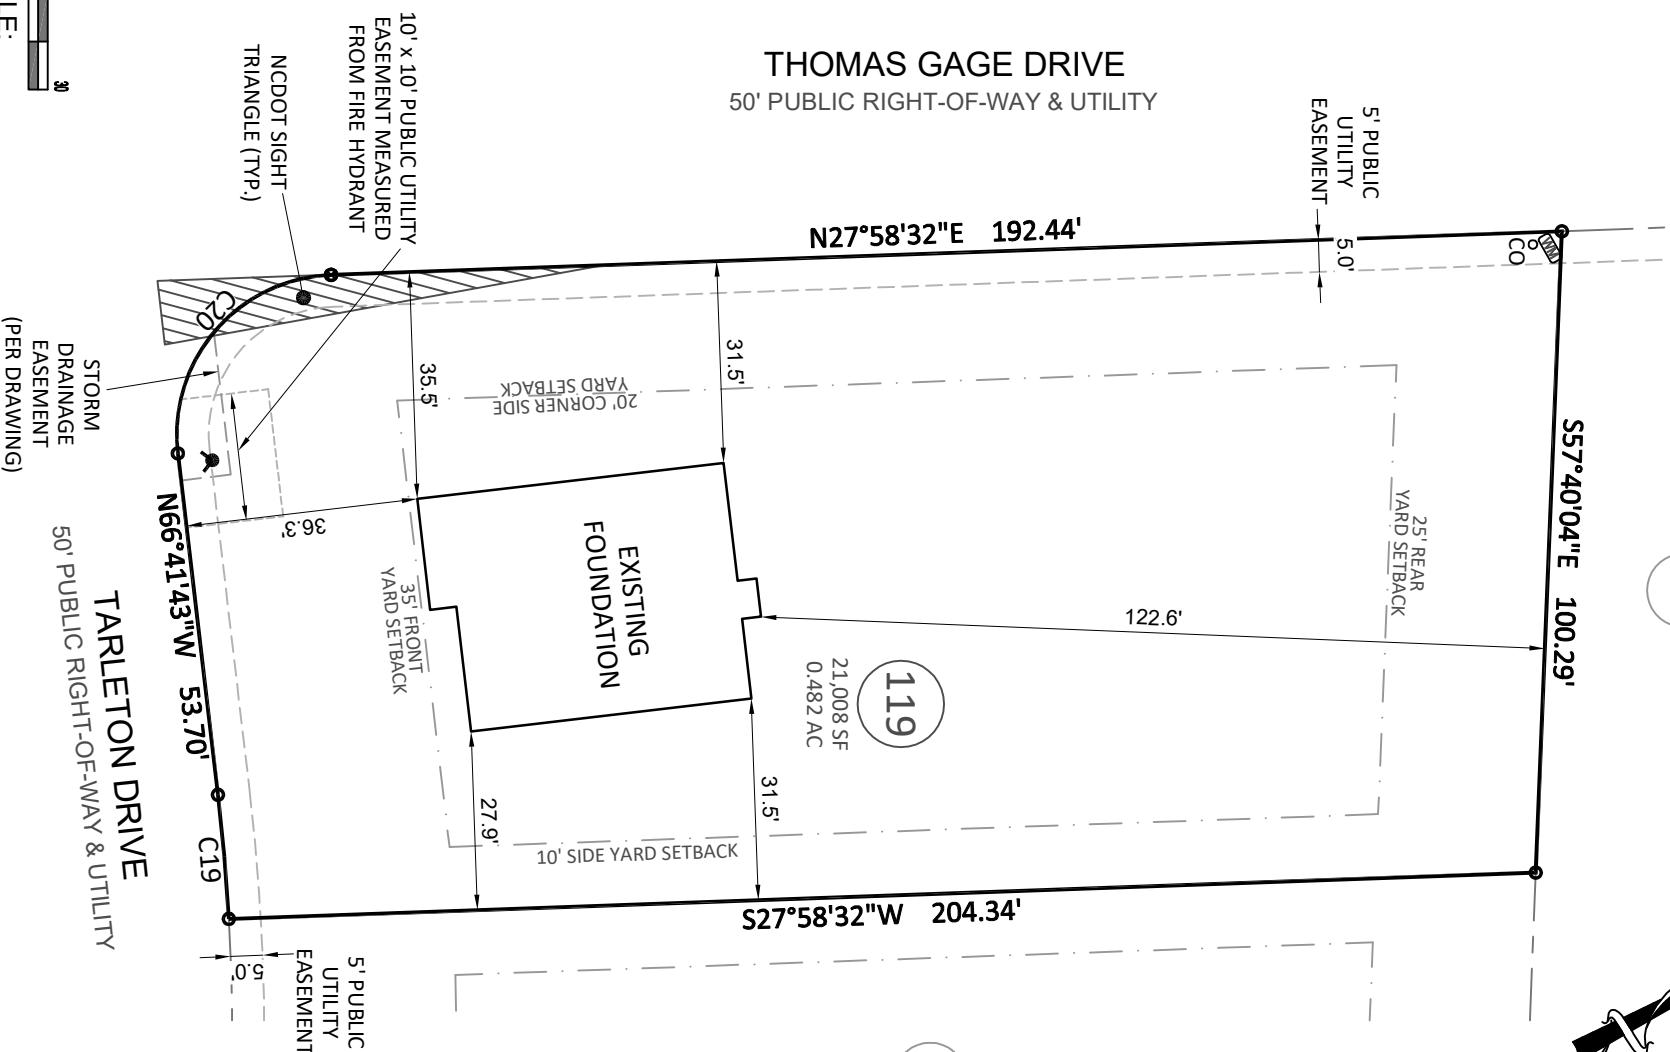 THOMAS GAGE DRIVE
50' PUBLIC RIGHT-OF-WAY & UTILITY
LE:
30
10' x 10' PUBLIC UTILITY
EASEMENT MEASURED
FROM FIRE HYDRANT
NCDOT SIGHT
TRIANGLE (TYP.)
5' PUBLIC
UTILITY
EASEMENT
5.0'
N27°58'32"E 192.44'
CO
WM
C20
STORM
DRAINAGE
EASEMENT
(PER DRAWING)
35.5'
31.5'
20' CORNER SIDE
YARD SETBACK
S57°40'04"E 100.29'
25' REAR
YARD SETBACK
36.3'
EXISTING
FOUNDATION
35' FRONT
YARD SETBACK
122.6'
119
21,008 SF
0.482 AC
N66°41'43"W 53.70'
TARLETON DRIVE
50' PUBLIC RIGHT-OF-WAY & UTILITY
27.9'
31.5'
10' SIDE YARD SETBACK
C19
S27°58'32"W 204.34'
5.0'
5' PUBLIC
UTILITY
EASEMENT